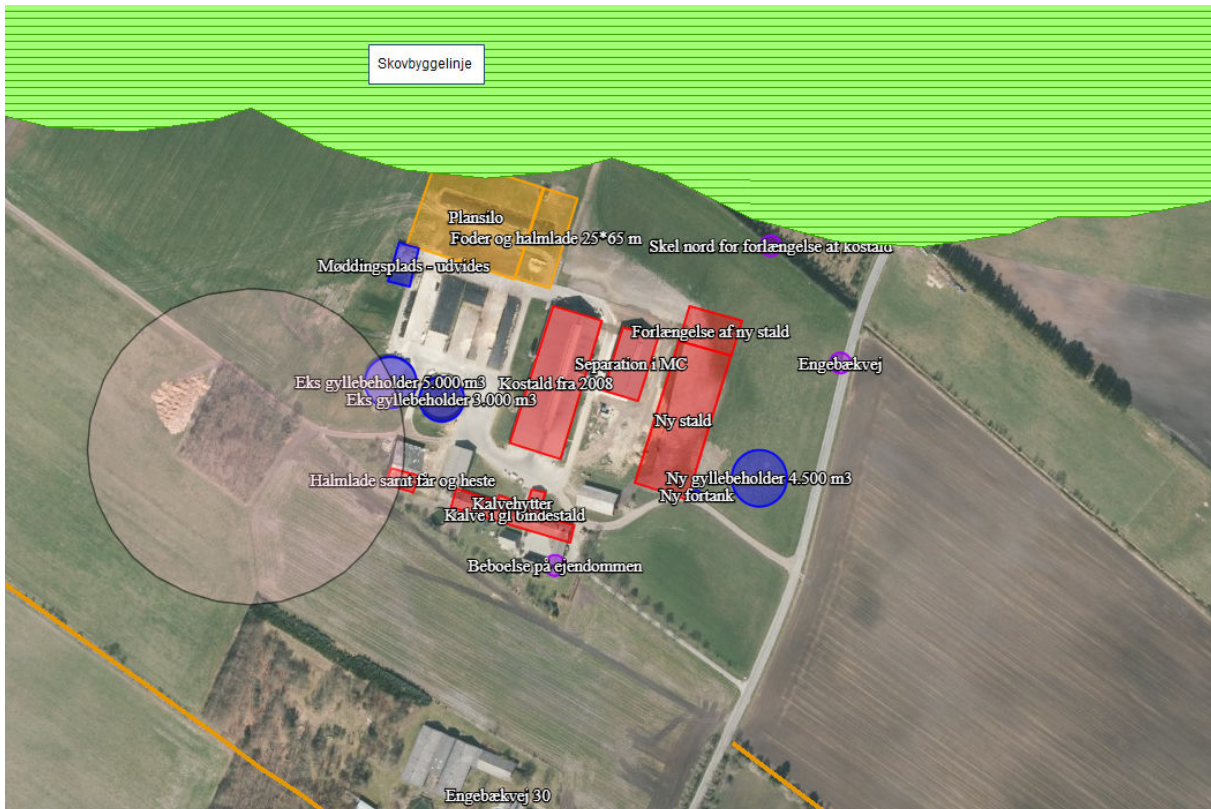 Skovbyggelinje
Plansilo
Foder og halmlade 25*65 m
Skel nord for forlængelse af kostald
Møddingsplads - udvides
Forlængelse af ny stald
Separation i MC
Engebækvej
Eks gyllebeholder 5.000 m3
Kostald fra 2008
Eks gyllebeholder 3.000 m3
Ny stald
Halmlade samt får og heste
Ny gyllebeholder 4.500 m3
Ny fortank
Kalvehytter
Kalve i gl bindestald
Beboelse på ejendommen
Engebækvej 30